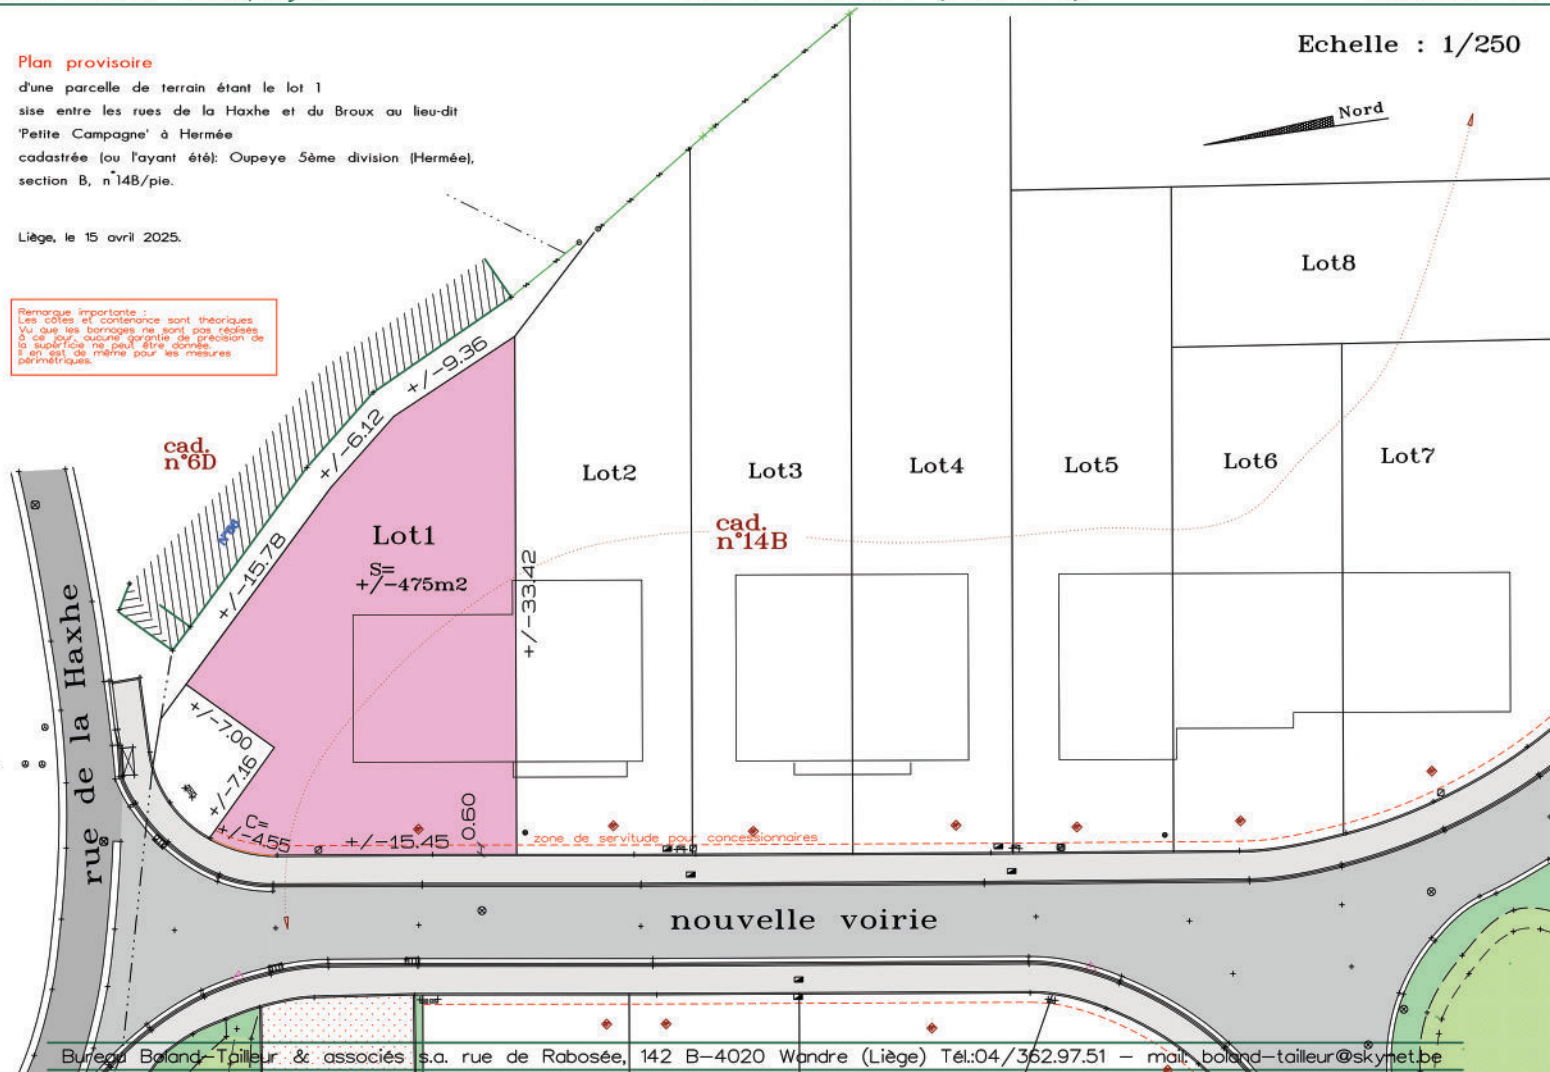 Echelle : 1/250
Plan provisoire
d'une parcelle de terrain étant le lot 1
sise entre les rues de la Haxhe et du Broux au lieu-dit
'Petite Campagne' à Hermée
cadastrée (ou l'ayant été): Oupeye 5ème division (Hermée),
section B, n°14B/pie.
Liège, le 15 avril 2025.
Nord
Remarque importante :
Les côtes et contenance sont théoriques
Vu que les bornages ne sont pas réalisés
à ce jour, aucune garantie de précision de
la superficie ne peut être donnée.
Il en est de même pour les mesures
périmétriques.
Lot8
+/-9.36
+/-6.12
cad.
n°6D
Lot2
Lot3
Lot4
Lot5
Lot6
Lot7
+/-15.78
Lot1
S=
+/-475m2
cad.
n°14B
+/-33.42
rue de la Haxhe
+/-7.00
+/-7.16
C=
+/-4.55
+/-15.45
0.60
zone de servitude pour concessionnaires
nouvelle voirie
Bureau Boland-Tailleur & associés s.a. rue de Rabosée, 142 B-4020 Wandre (Liège) Tél.:04/362.97.51 - mail: boland-tailleur@skynet.be